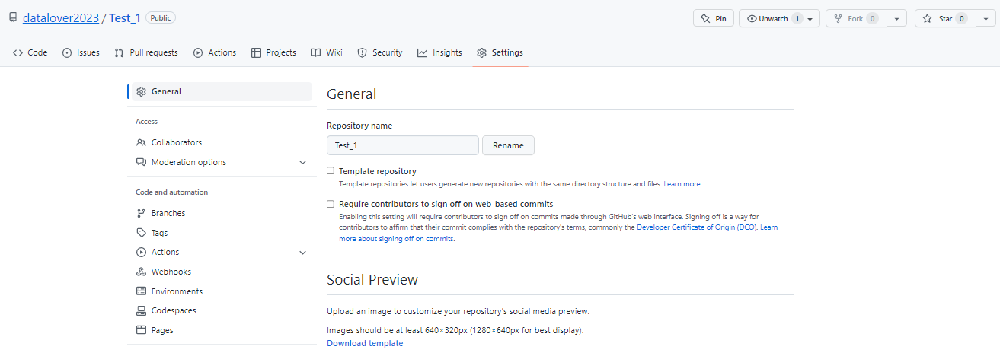 datalover2023 / Test_1 Public
Pin
Unwatch 1
Fork 0
Star 0
Code Issues Pull requests Actions Projects Wiki Security Insights Settings
General
Access
Collaborators
Moderation options
Code and automation
Branches
Tags
Actions
Webhooks
Environments
Codespaces
Pages
General
Repository name
Test_1 Rename
Template repository
Template repositories let users generate new repositories with the same directory structure and files. Learn more.
Require contributors to sign off on web-based commits
Enabling this setting will require contributors to sign off on commits made through GitHub's web interface. Signing off is a way for
contributors to affirm that their commit complies with the repository's terms, commonly the Developer Certificate of Origin (DCO). Learn
more about signing off on commits.
Social Preview
Upload an image to customize your repository's social media preview.
Images should be at least 640×320px (1280×640px for best display).
Download template